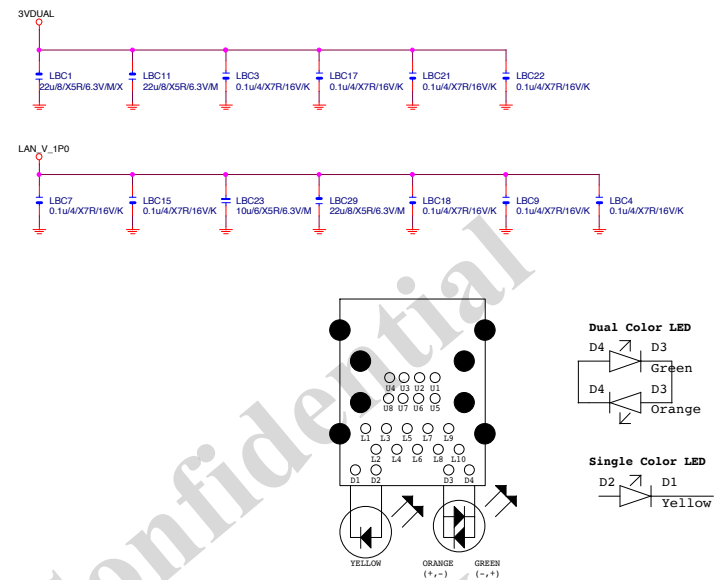 3VDUAL
LBC1 LBC11 LBC3 LBC17 LBC21 LBC22
22u/8/X5R/6.3V/M/X 22u/8/X5R/6.3V/M 0.1u/4/X7R/16V/K 0.1u/4/X7R/16V/K 0.1u/4/X7R/16V/K 0.1u/4/X7R/16V/K
LAN_V_1P0
LBC7 LBC15 LBC23 LBC29 LBC18 LBC9 LBC4
0.1u/4/X7R/16V/K 0.1u/4/X7R/16V/K 10u/6/X5R/6.3V/M 22u/8/X5R/6.3V/M 0.1u/4/X7R/16V/K 0.1u/4/X7R/16V/K 0.1u/4/X7R/16V/K
Dual Color LED
D4 D3
Green
D4 D3
Orange
Single Color LED
D2 D1
Yellow
U4 U3 U2 U1
U8 U7 U6 U5
L1 L3 L5 L7 L9
L2 L4 L6 L8 L10
D1 D2 D3 D4
YELLOW ORANGE GREEN
(+,-) (-,+)
Confidential